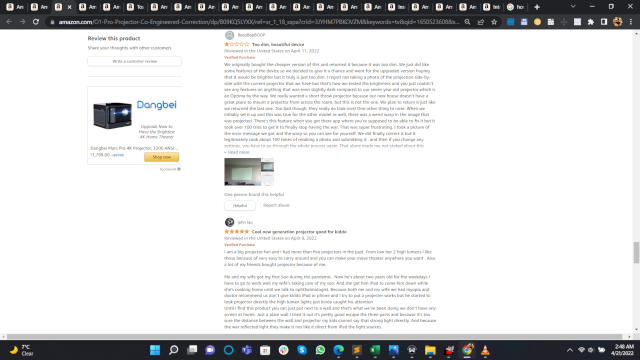 amazon.com/O1-Pro-Projector-Co-Engineered-Correction/dp/
Review this product
Share your thoughts with other customers
Write a customer review
Dangbei
Upgrade Now to
Have the Brightest
4K Home Theater
Dangbei Mars Pro 4K Projector, 3200 ANSI...
Shop now
Sponsored
BeepBeepBOOP
Too dim, beautiful device
Reviewed in the United States on April 11, 2022
Verified Purchase
We originally bought the cheaper version of this and returned it because it was too dim. We just did like
some features of the device so we decided to give it a chance and went for the upgraded version hoping
that it would be brighter but it truly is just too dim. I regret not taking a photo of the projection side-by-
side with the current projector that we have but that's how we tested the brightness and you just couldn't
see any features on anything that was even slightly dark compared to our seven year old projector which is
an Optima by the way. We really wanted a short throw projector because our new house doesn't have a
great place to mount a projector from across the room, but this is not the one. We plan to return it just like
we returned the last one. Too bad though, they really do look nice! One other thing to note: When we
initially set it up and this was true for the other model as well, there was a weird warp in the image that
was projected. There's this feature when you get there app where you're supposed to be able to fix it but it
took over 100 tries to get it to finally stop having the warp. That was super frustrating. I took a picture of
the error message we got and the warp so you can see for yourself. We did finally correct it but it
legitimately took about 100 times of retaking a photo and submitting it - and then if you change any
settings, you have to go through the whole process again. That alone made me not stoked about this
Read more
One person found this helpful
Helpful
Report abuse
John liu
Cool new generation projector good for kiddo
Reviewed in the United States on April 9, 2022
Verified Purchase
I am a big projector fan and I had more than five projectors in the past. From low tier 2 high lumens I like
those because of very easy to carry around and you can make your movie theater anywhere you want . Also
a lot of my friends bought projector because of me.
Me and my wife got my first Son during the pandemic. Now he's about two years old for the weekdays I
have to go to work well my wife's taking care of my son. And she got him iPad to come him down while
she's cooking until we talk to ophthalmologist. Because both me and my wife we had myopia and
doctor recommend us don't give kiddo iPad or phone and I try to put a projector works but he started to
look projector directly the high lumen lights just kinda caught his attention
Until I find this product you can just put next to a wall and that's what we've been doing we don't have any
screen at home. Just a plain wall I tried it out it's pretty good escape the three parts and because it's too
sure the distance between the wall and projector my kids cannot say that strong light directly. And because
the war reflected light they make it not like it direct from iPad the light sources.
7°C
Clear
2:48 AM
4/21/2022